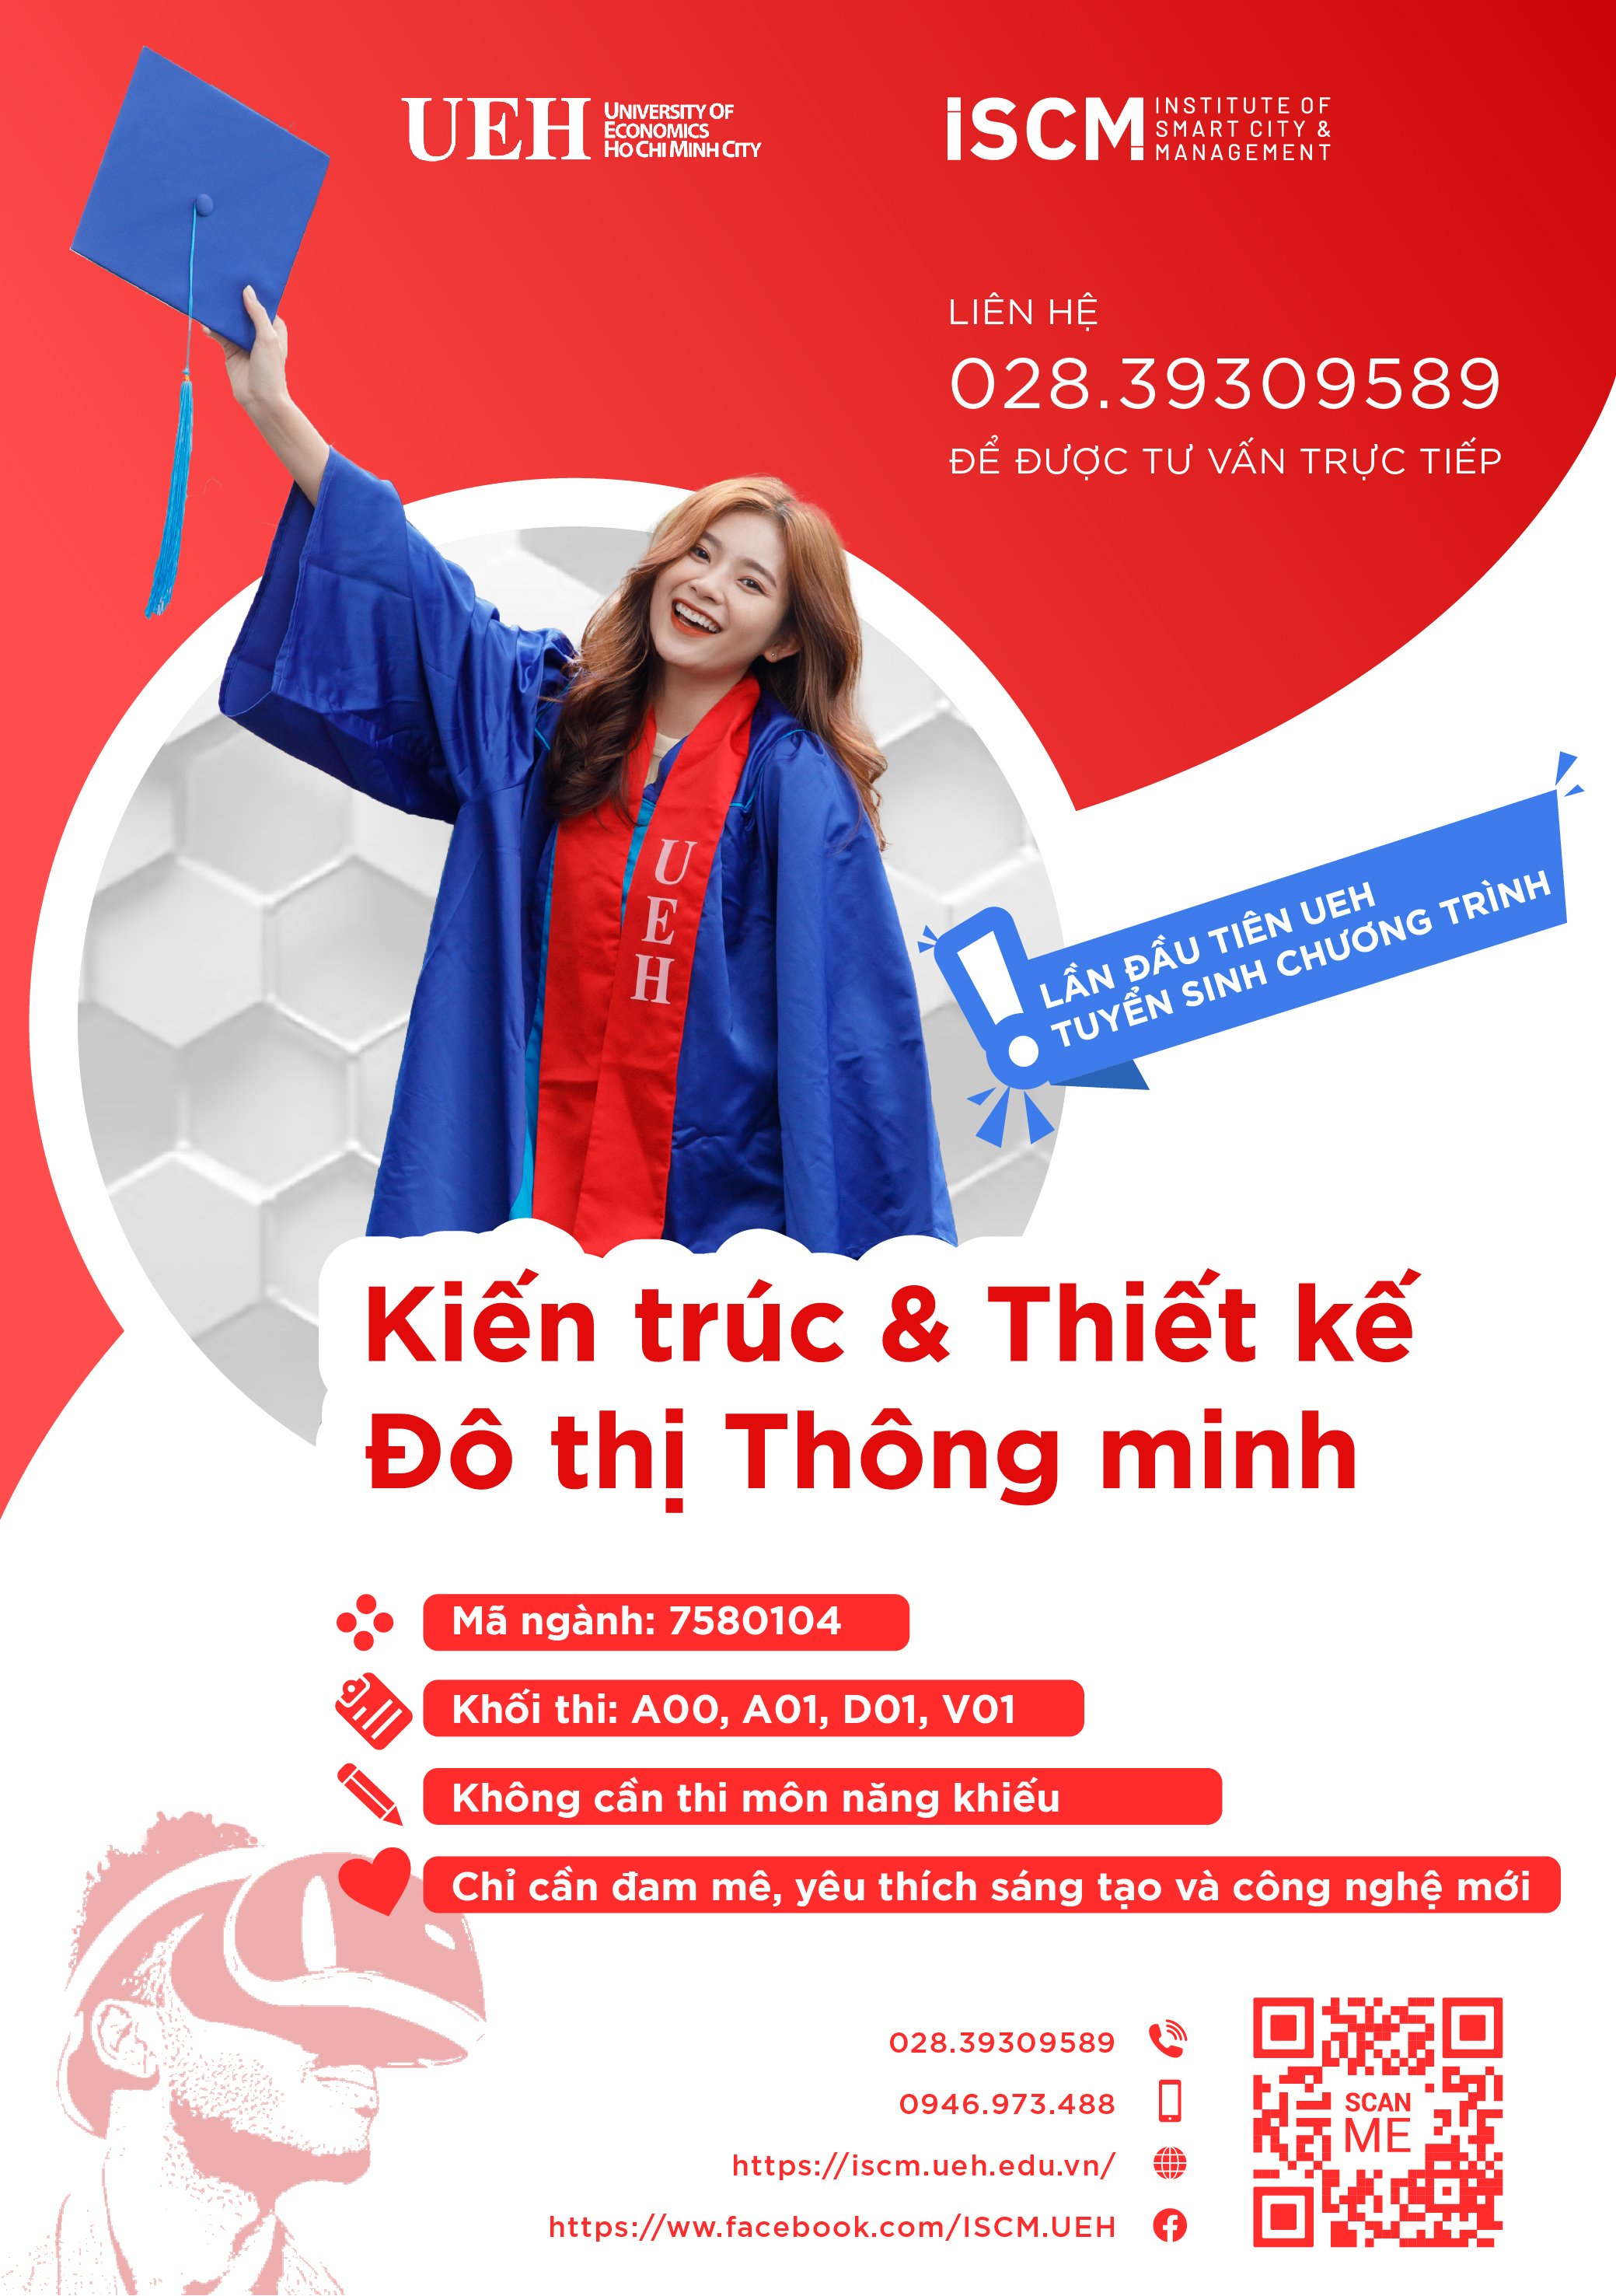 UEH UNIVERSITY OF
ECONOMICS
HO CHI MINH CITY
iSCM INSTITUTE OF
SMART CITY &
MANAGEMENT
LIÊN HỆ
028.39309589
ĐỂ ĐƯỢC TƯ VẤN TRỰC TIẾP
UEH
LẦN ĐẦU TIÊN UEH
TUYỂN SINH CHƯƠNG TRÌNH
Kiến trúc & Thiết kế
Đô thị Thông minh
Mã ngành: 7580104
Khối thi: A00, A01, D01, V01
Không cần thi môn năng khiếu
Chỉ cần đam mê, yêu thích sáng tạo và công nghệ mới
028.39309589
0946.973.488
https://iscm.ueh.edu.vn/
https://ww.facebook.com/ISCM.UEH
SCAN
ME